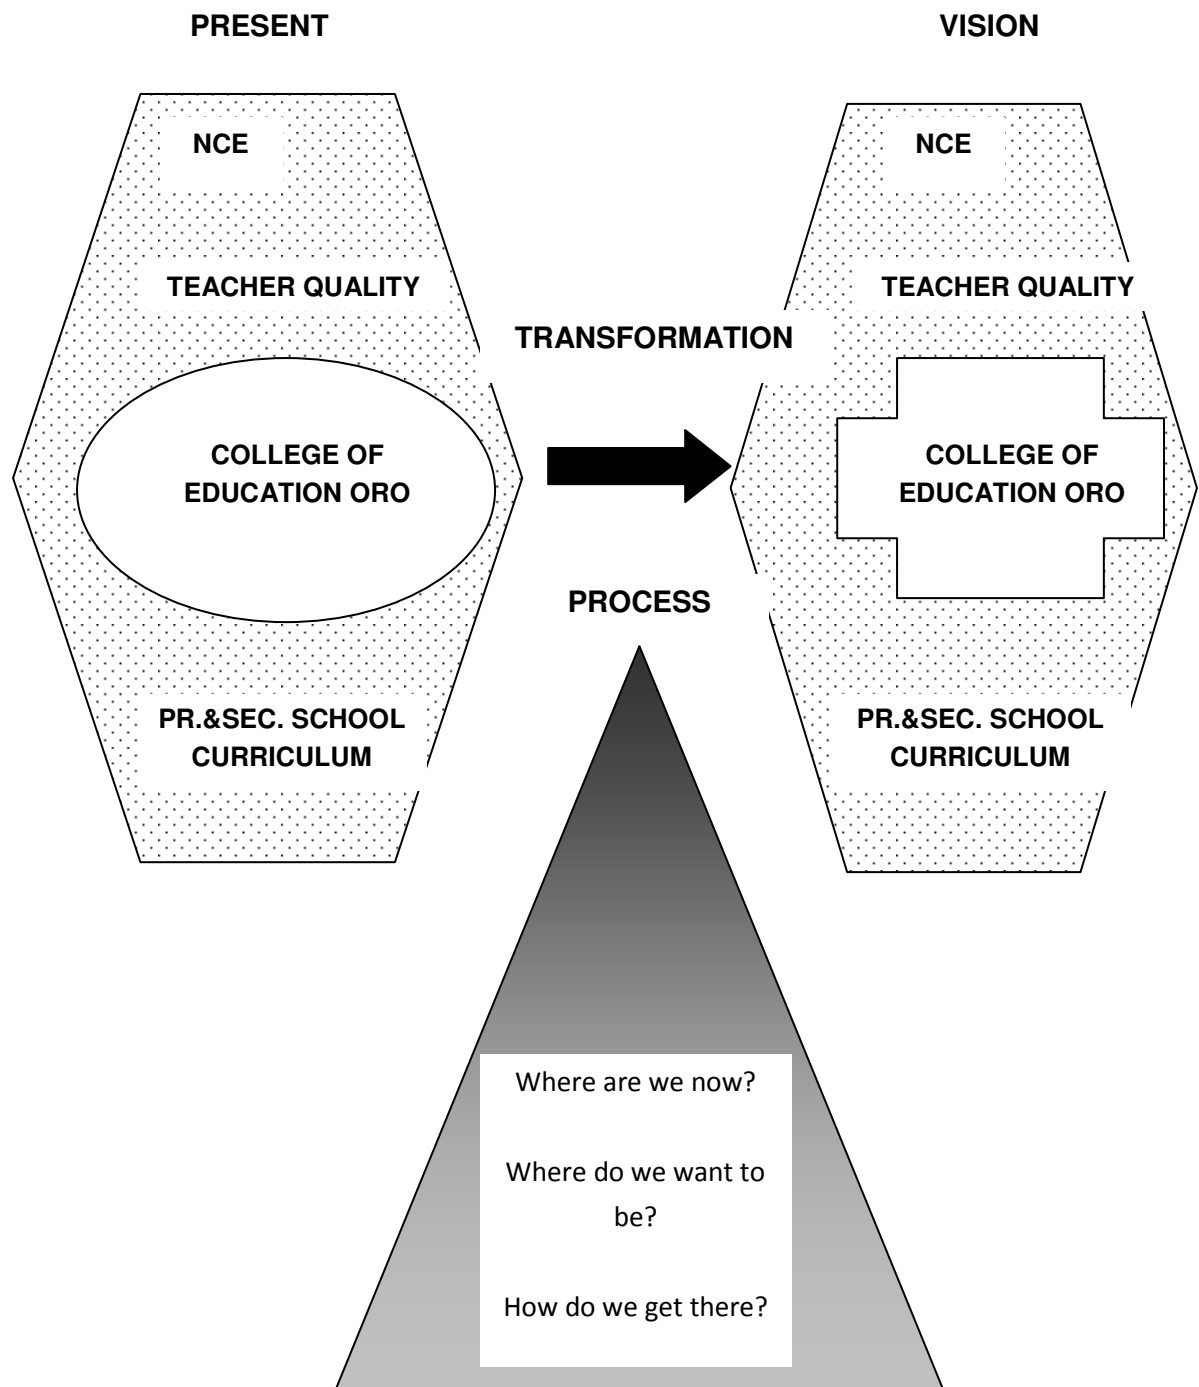 PRESENT
VISION
NCE
TEACHER QUALITY
COLLEGE OF
EDUCATION ORO
PR.&SEC. SCHOOL
CURRICULUM
TRANSFORMATION
PROCESS
NCE
TEACHER QUALITY
COLLEGE OF
EDUCATION ORO
PR.&SEC. SCHOOL
CURRICULUM
Where are we now?
Where do we want to
be?
How do we get there?